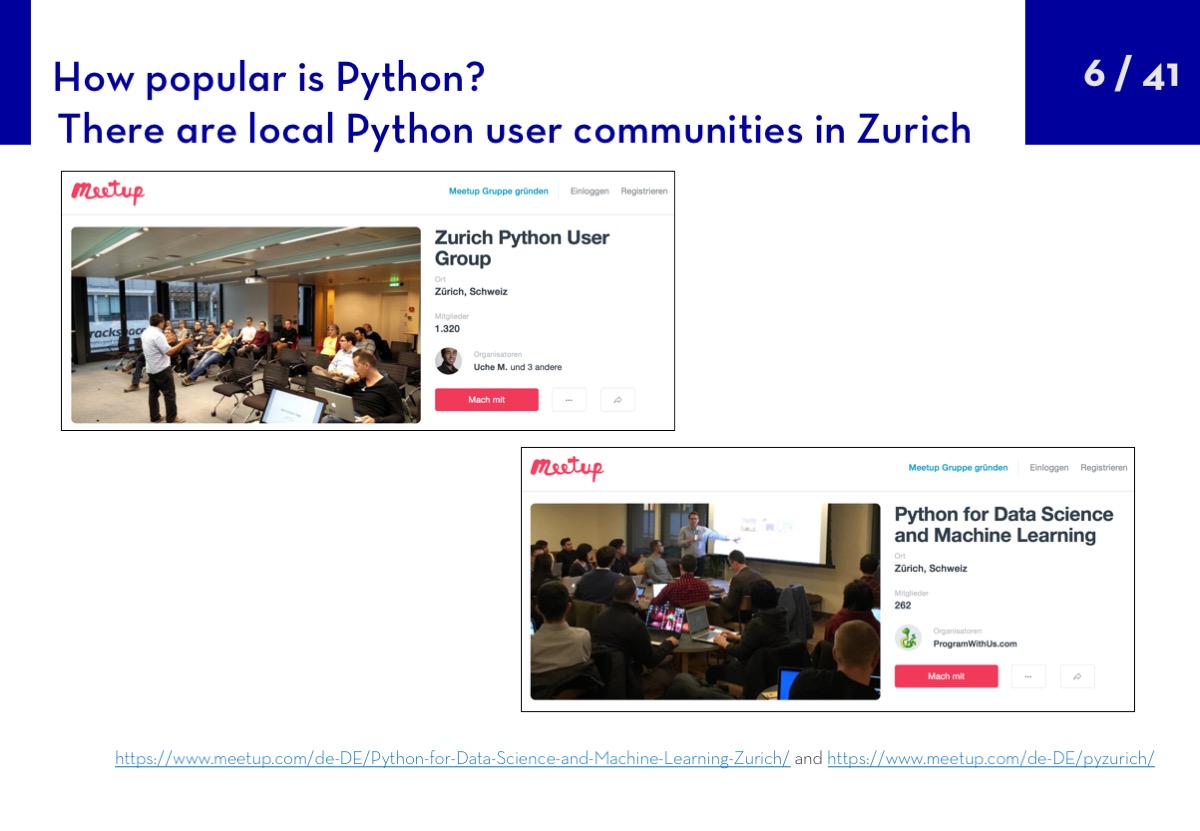 How popular is Python?
There are local Python user communities in Zurich
6 / 41
Meetup
Meetup Gruppe gründen Einloggen Registrieren
Zurich Python User
Group
Ort
Zürich, Schweiz
Mitglieder
1.320
Organisatoren
Uche M. und 3 andere
Mach mit
rackspace
Meetup
Meetup Gruppe gründen Einloggen Registrieren
Python for Data Science
and Machine Learning
Ort
Zürich, Schweiz
Mitglieder
262
Organisatoren
ProgramWithUs.com
Mach mit
https://www.meetup.com/de-DE/Python-for-Data-Science-and-Machine-Learning-Zurich/ and https://www.meetup.com/de-DE/pyzurich/